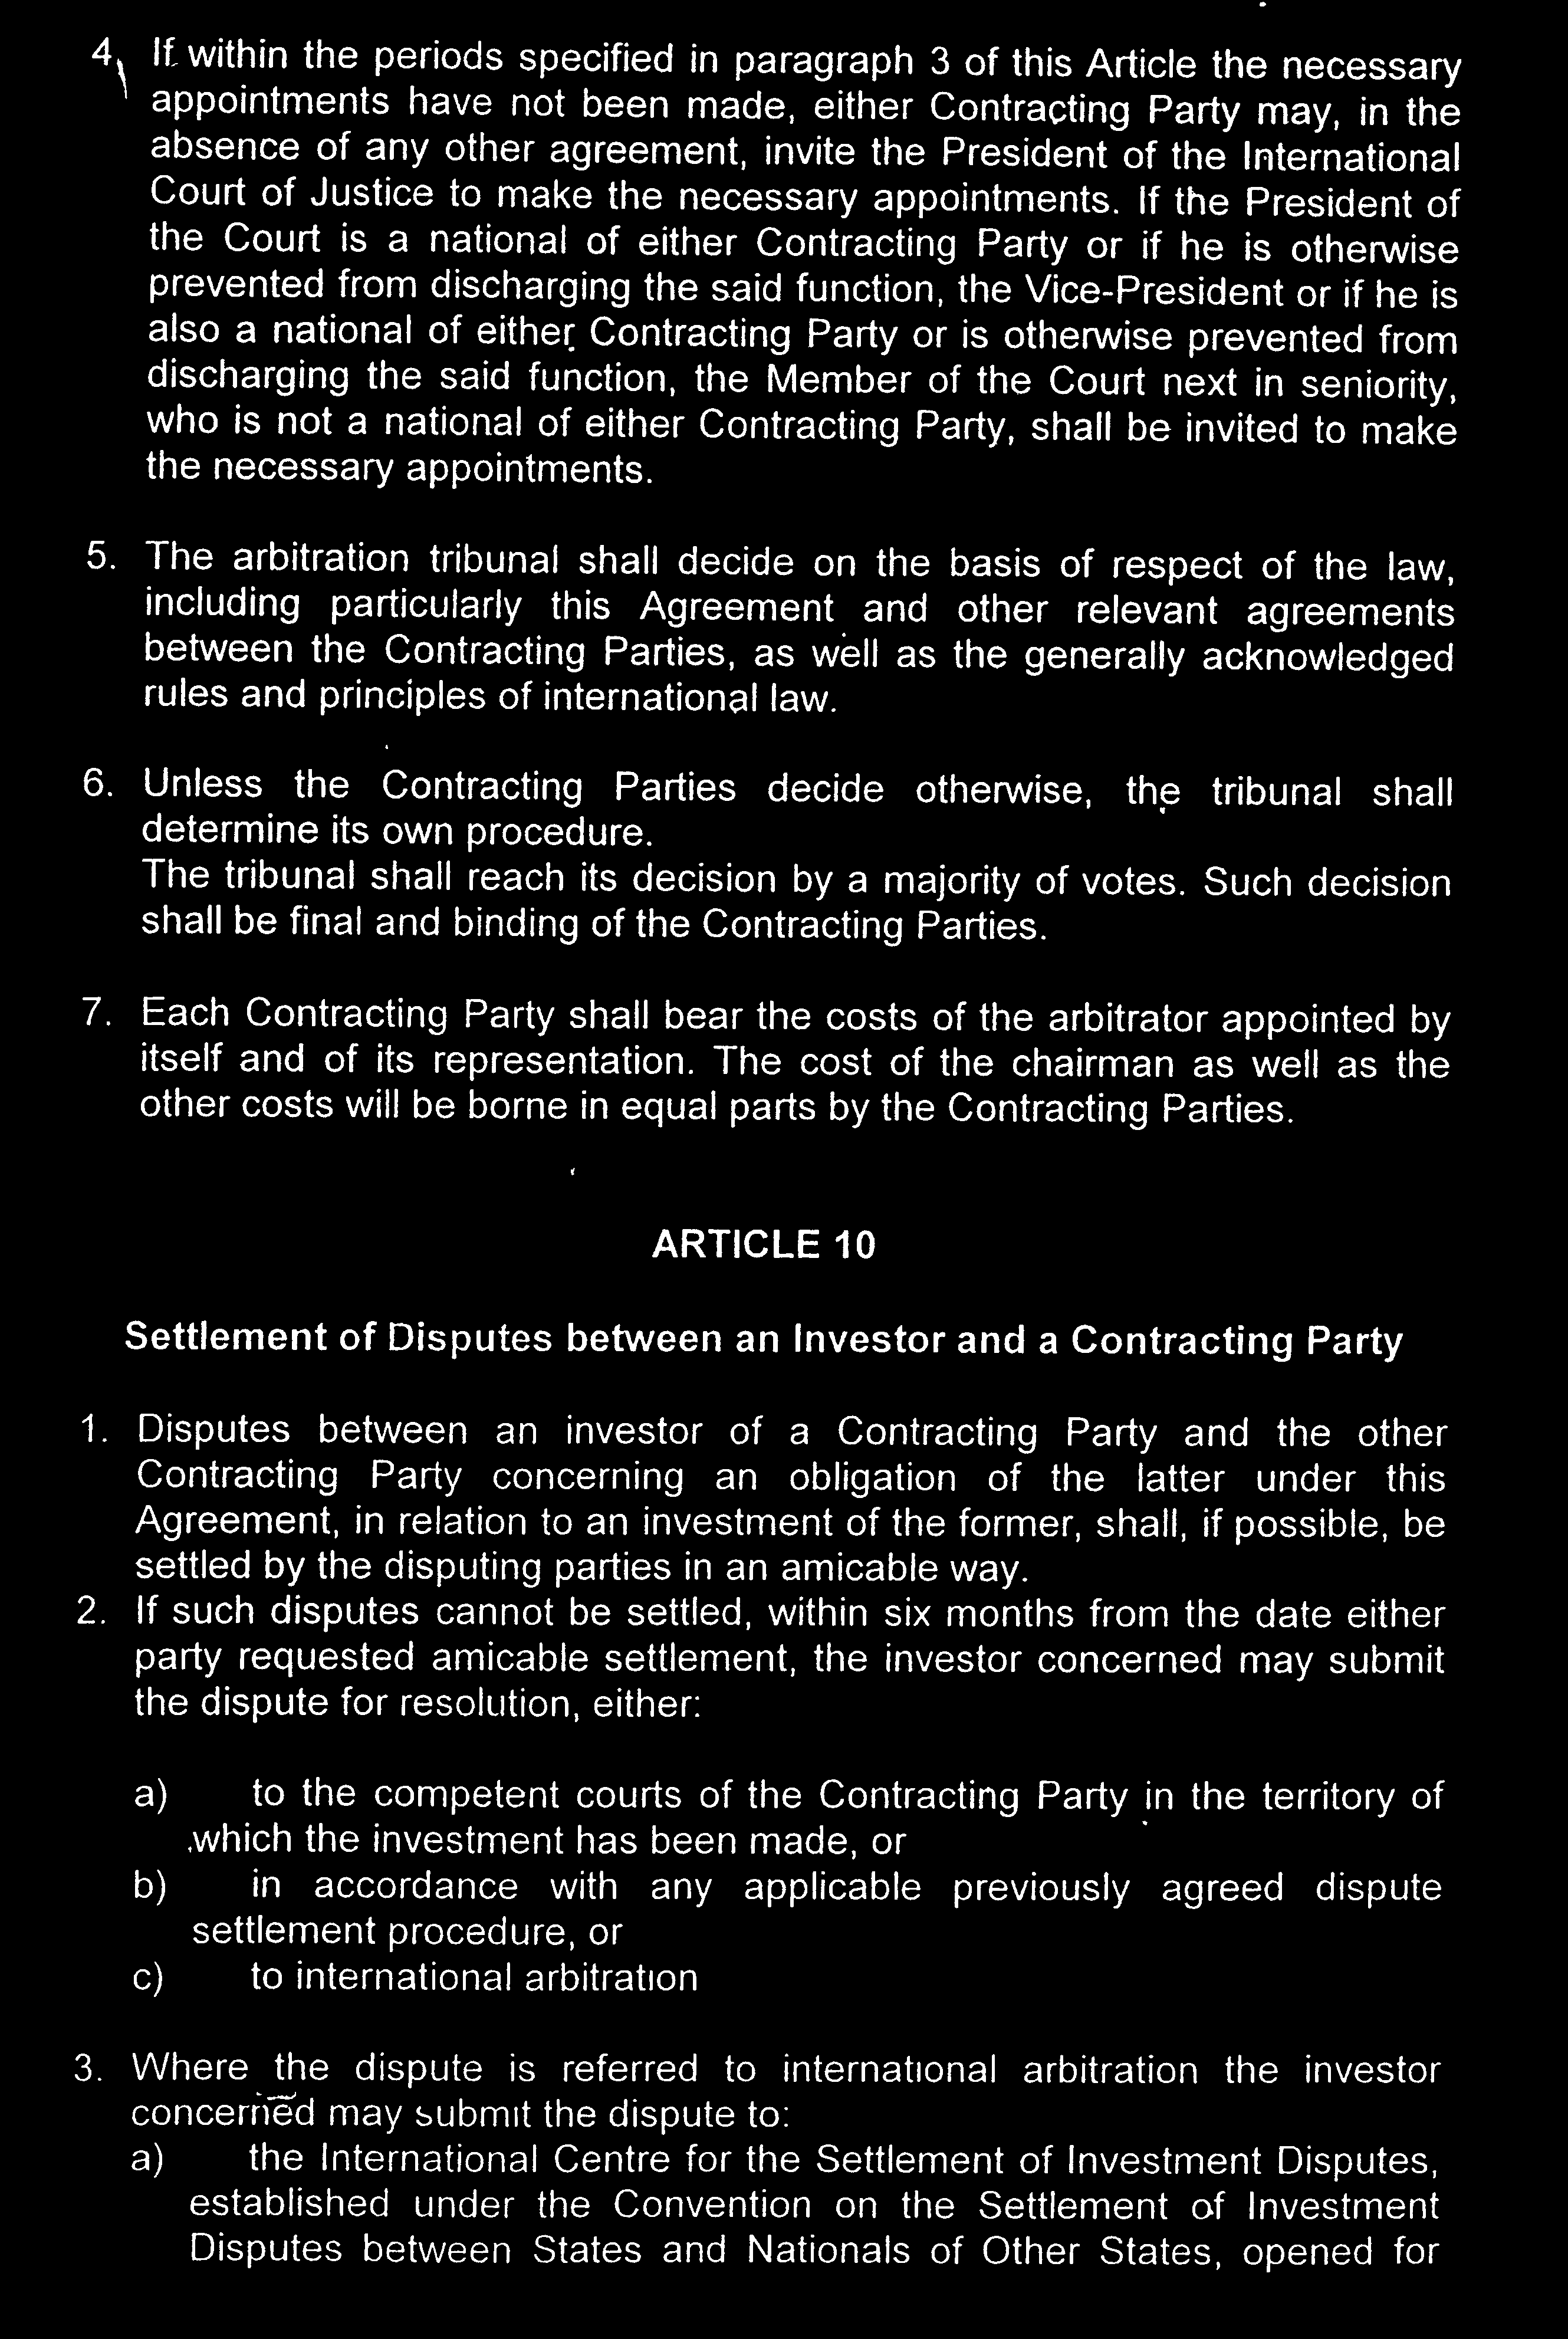 4. If within the periods specified in paragraph 3 of this Article the necessary
appointments have not been made, either Contracting Party may, in the
absence of any other agreement, invite the President of the International
Court of Justice to make the necessary appointments. If the President of
the Court is a national of either Contracting Party or if he is otherwise
prevented from discharging the said function, the Vice-President or if he is
also a national of either Contracting Party or is otherwise prevented from
discharging the said function, the Member of the Court next in seniority,
who is not a national of either Contracting Party, shall be invited to make
the necessary appointments.
5. The arbitration tribunal shall decide on the basis of respect of the law,
including particularly this Agreement and other relevant agreements
between the Contracting Parties, as well as the generally acknowledged
rules and principles of international law.
6. Unless the Contracting Parties decide otherwise, the tribunal shall
determine its own procedure.
The tribunal shall reach its decision by a majority of votes. Such decision
shall be final and binding of the Contracting Parties.
7. Each Contracting Party shall bear the costs of the arbitrator appointed by
itself and of its representation. The cost of the chairman as well as the
other costs will be borne in equal parts by the Contracting Parties.
ARTICLE 10
Settlement of Disputes between an Investor and a Contracting Party
1. Disputes between an investor of a Contracting Party and the other
Contracting Party concerning an obligation of the latter under this
Agreement, in relation to an investment of the former, shall, if possible, be
settled by the disputing parties in an amicable way.
2. If such disputes cannot be settled, within six months from the date either
party requested amicable settlement, the investor concerned may submit
the dispute for resolution, either:
a) to the competent courts of the Contracting Party in the territory of
which the investment has been made, or
b) in accordance with any applicable previously agreed dispute
settlement procedure, or
c) to international arbitration
3. Where the dispute is referred to international arbitration the investor
concerned may submit the dispute to:
a) the International Centre for the Settlement of Investment Disputes,
established under the Convention on the Settlement of Investment
Disputes between States and Nationals of Other States, opened for